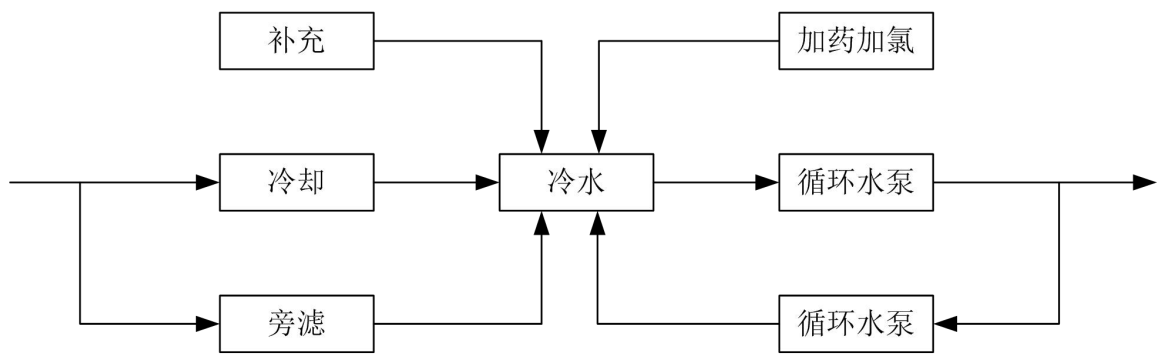 补充
加药加氯
冷却
冷水
循环水泵
旁滤
循环水泵